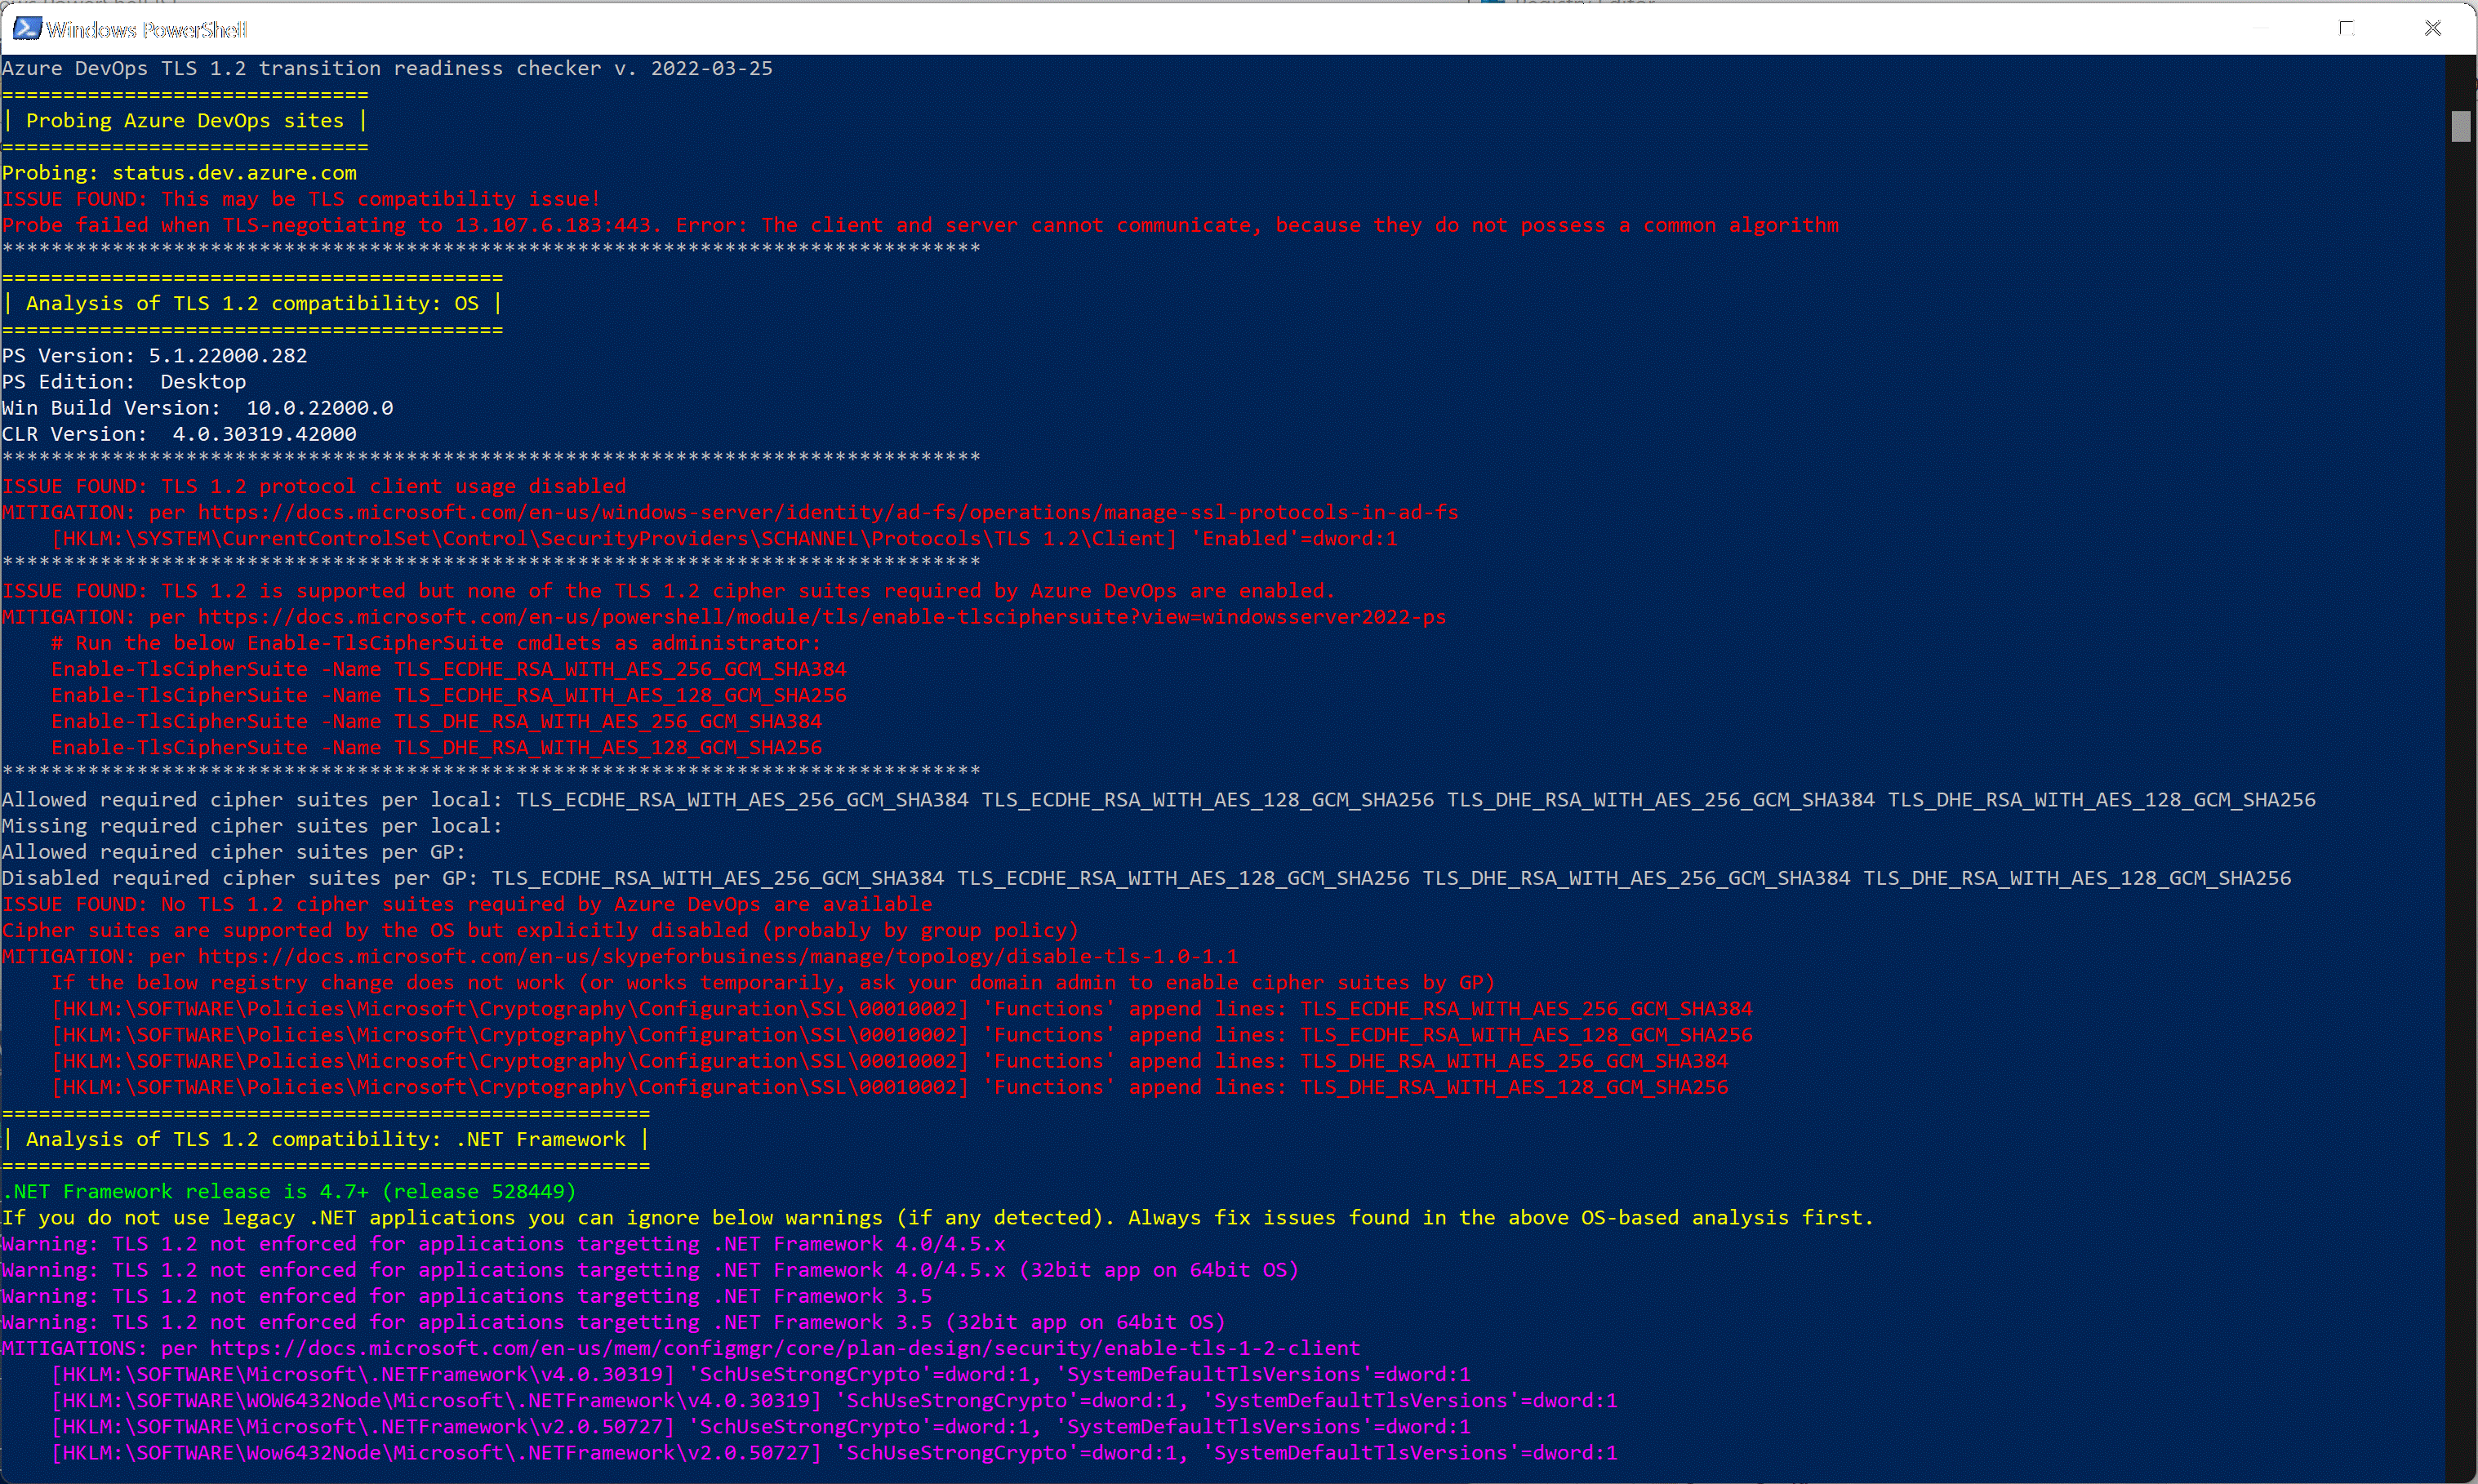 Windows PowerShell
Azure DevOps TLS 1.2 transition readiness checker v. 2022-03-25
==============================
| Probing Azure DevOps sites |
==============================
Probing: status.dev.azure.com
ISSUE FOUND: This may be TLS compatibility issue!
Probe failed when TLS-negotiating to 13.107.6.183:443. Error: The client and server cannot communicate, because they do not possess a common algorithm
********************************************************************************
=========================================
| Analysis of TLS 1.2 compatibility: OS |
=========================================
PS Version: 5.1.22000.282
PS Edition:  Desktop
Win Build Version:  10.0.22000.0
CLR Version:  4.0.30319.42000
********************************************************************************
ISSUE FOUND: TLS 1.2 protocol client usage disabled
MITIGATION: per https://docs.microsoft.com/en-us/windows-server/identity/ad-fs/operations/manage-ssl-protocols-in-ad-fs
    [HKLM:\SYSTEM\CurrentControlSet\Control\SecurityProviders\SCHANNEL\Protocols\TLS 1.2\Client] 'Enabled'=dword:1
********************************************************************************
ISSUE FOUND: TLS 1.2 is supported but none of the TLS 1.2 cipher suites required by Azure DevOps are enabled.
MITIGATION: per https://docs.microsoft.com/en-us/powershell/module/tls/enable-tlsciphersuite?view=windowsserver2022-ps
    # Run the below Enable-TlsCipherSuite cmdlets as administrator:
    Enable-TlsCipherSuite -Name TLS_ECDHE_RSA_WITH_AES_256_GCM_SHA384
    Enable-TlsCipherSuite -Name TLS_ECDHE_RSA_WITH_AES_128_GCM_SHA256
    Enable-TlsCipherSuite -Name TLS_DHE_RSA_WITH_AES_256_GCM_SHA384
    Enable-TlsCipherSuite -Name TLS_DHE_RSA_WITH_AES_128_GCM_SHA256
********************************************************************************
Allowed required cipher suites per local: TLS_ECDHE_RSA_WITH_AES_256_GCM_SHA384 TLS_ECDHE_RSA_WITH_AES_128_GCM_SHA256 TLS_DHE_RSA_WITH_AES_256_GCM_SHA384 TLS_DHE_RSA_WITH_AES_128_GCM_SHA256
Missing required cipher suites per local:
Allowed required cipher suites per GP:
Disabled required cipher suites per GP: TLS_ECDHE_RSA_WITH_AES_256_GCM_SHA384 TLS_ECDHE_RSA_WITH_AES_128_GCM_SHA256 TLS_DHE_RSA_WITH_AES_256_GCM_SHA384 TLS_DHE_RSA_WITH_AES_128_GCM_SHA256
ISSUE FOUND: No TLS 1.2 cipher suites required by Azure DevOps are available
Cipher suites are supported by the OS but explicitly disabled (probably by group policy)
MITIGATION: per https://docs.microsoft.com/en-us/skypeforbusiness/manage/topology/disable-tls-1.0-1.1
    If the below registry change does not work (or works temporarily, ask your domain admin to enable cipher suites by GP)
    [HKLM:\SOFTWARE\Policies\Microsoft\Cryptography\Configuration\SSL\00010002] 'Functions' append lines: TLS_ECDHE_RSA_WITH_AES_256_GCM_SHA384
    [HKLM:\SOFTWARE\Policies\Microsoft\Cryptography\Configuration\SSL\00010002] 'Functions' append lines: TLS_ECDHE_RSA_WITH_AES_128_GCM_SHA256
    [HKLM:\SOFTWARE\Policies\Microsoft\Cryptography\Configuration\SSL\00010002] 'Functions' append lines: TLS_DHE_RSA_WITH_AES_256_GCM_SHA384
    [HKLM:\SOFTWARE\Policies\Microsoft\Cryptography\Configuration\SSL\00010002] 'Functions' append lines: TLS_DHE_RSA_WITH_AES_128_GCM_SHA256
=====================================================
| Analysis of TLS 1.2 compatibility: .NET Framework |
=====================================================
.NET Framework release is 4.7+ (release 528449)
If you do not use legacy .NET applications you can ignore below warnings (if any detected). Always fix issues found in the above OS-based analysis first.
Warning: TLS 1.2 not enforced for applications targetting .NET Framework 4.0/4.5.x
Warning: TLS 1.2 not enforced for applications targetting .NET Framework 4.0/4.5.x (32bit app on 64bit OS)
Warning: TLS 1.2 not enforced for applications targetting .NET Framework 3.5
Warning: TLS 1.2 not enforced for applications targetting .NET Framework 3.5 (32bit app on 64bit OS)
MITIGATIONS: per https://docs.microsoft.com/en-us/mem/configmgr/core/plan-design/security/enable-tls-1-2-client
    [HKLM:\SOFTWARE\Microsoft\.NETFramework\v4.0.30319] 'SchUseStrongCrypto'=dword:1, 'SystemDefaultTlsVersions'=dword:1
    [HKLM:\SOFTWARE\WOW6432Node\Microsoft\.NETFramework\v4.0.30319] 'SchUseStrongCrypto'=dword:1, 'SystemDefaultTlsVersions'=dword:1
    [HKLM:\SOFTWARE\Microsoft\.NETFramework\v2.0.50727] 'SchUseStrongCrypto'=dword:1, 'SystemDefaultTlsVersions'=dword:1
    [HKLM:\SOFTWARE\Wow6432Node\Microsoft\.NETFramework\v2.0.50727] 'SchUseStrongCrypto'=dword:1, 'SystemDefaultTlsVersions'=dword:1